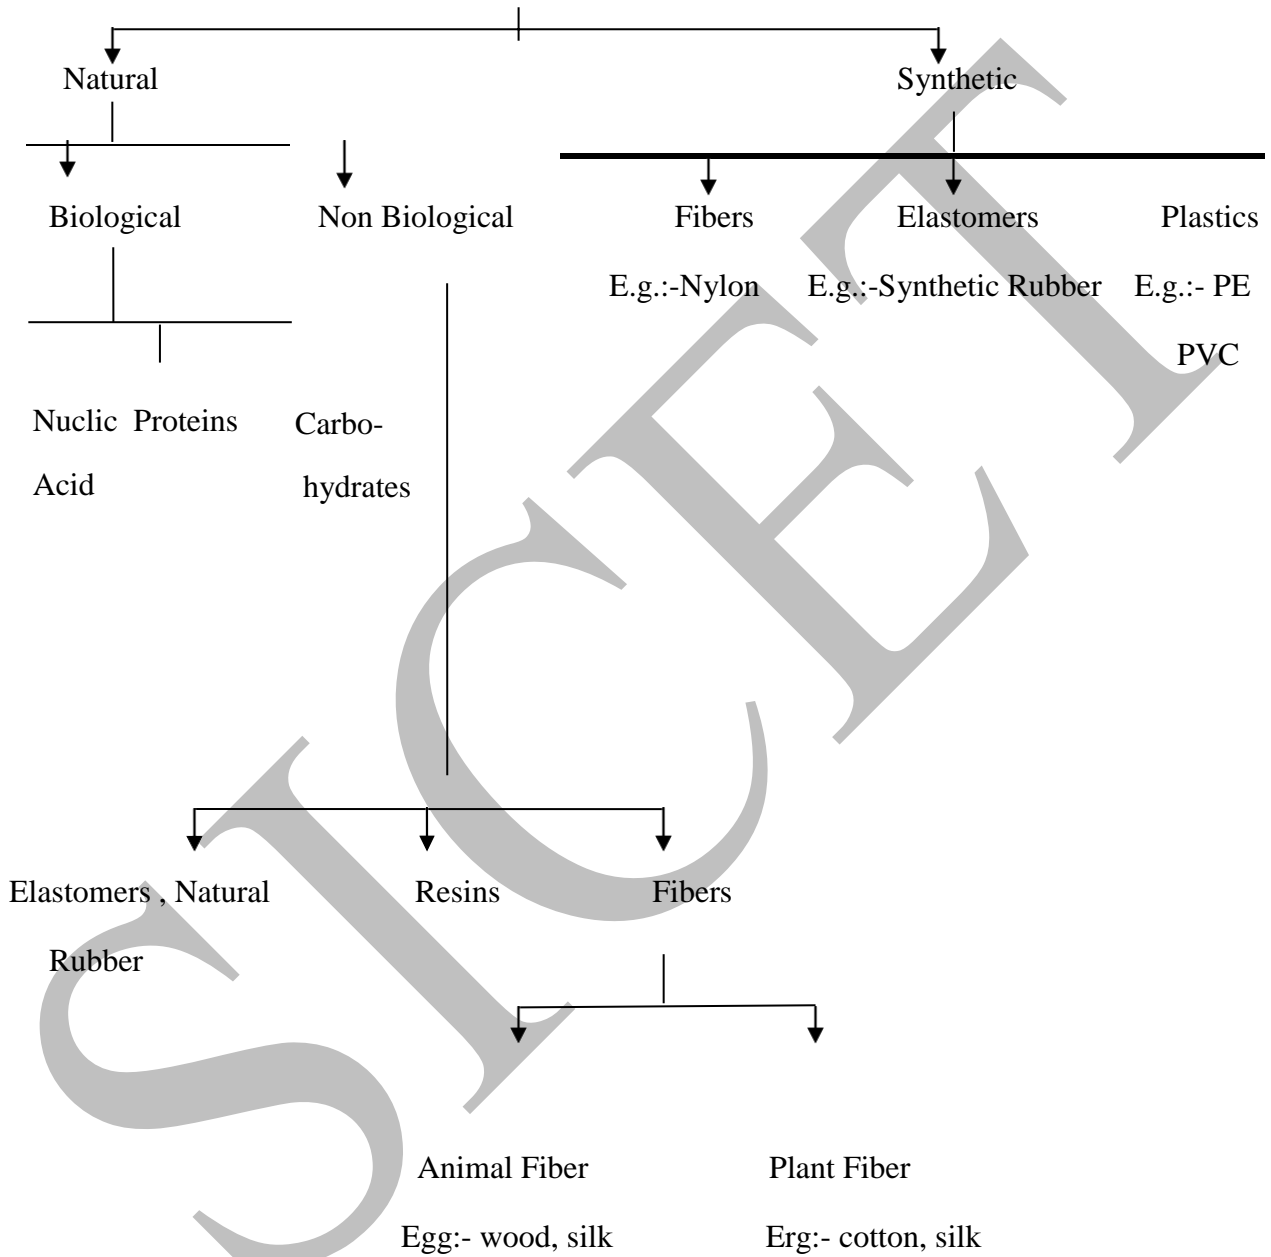 Natural Synthetic
Biological Non Biological Fibers Elastomers Plastics
E.g.:-Nylon E.g.:-Synthetic Rubber E.g.:- PE
PVC
Nuclic Proteins Carbo-
Acid hydrates
Elastomers , Natural Resins Fibers
Rubber
Animal Fiber Plant Fiber
Egg:- wood, silk Erg:- cotton, silk
SICET